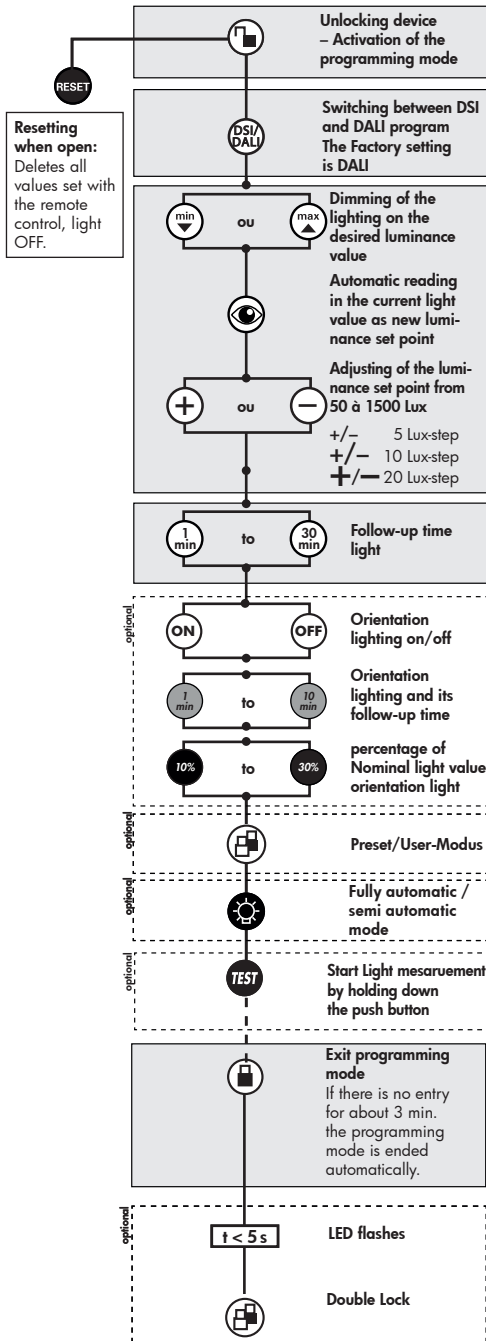 Unlocking device
– Activation of the
programming mode
RESET
Resetting
when open:
Deletes all
values set with
the remote
control, light
OFF.
DSI/
DALI
Switching between DSI
and DALI program
The Factory setting
is DALI
min
ou
max
Dimming of the
lighting on the
desired luminance
value
Automatic reading
in the current light
value as new lumi-
nance set point
+
ou
–
Adjusting of the lumi-
nance set point from
50 à 1500 Lux
+/– 5 Lux-step
+/– 10 Lux-step
+/– 20 Lux-step
1
min
to
30
min
Follow-up time
light
optional
ON
OFF
Orientation
lighting on/off
1
min
to
10
min
Orientation
lighting and its
follow-up time
10%
to
30%
percentage of
Nominal light value
orientation light
optional
Preset/User-Modus
optional
Fully automatic /
semi automatic
mode
optional
TEST
Start Light mesaruement
by holding down
the push button
Exit programming
mode
If there is no entry
for about 3 min.
the programming
mode is ended
automatically.
optional
t < 5 s
LED flashes
Double Lock